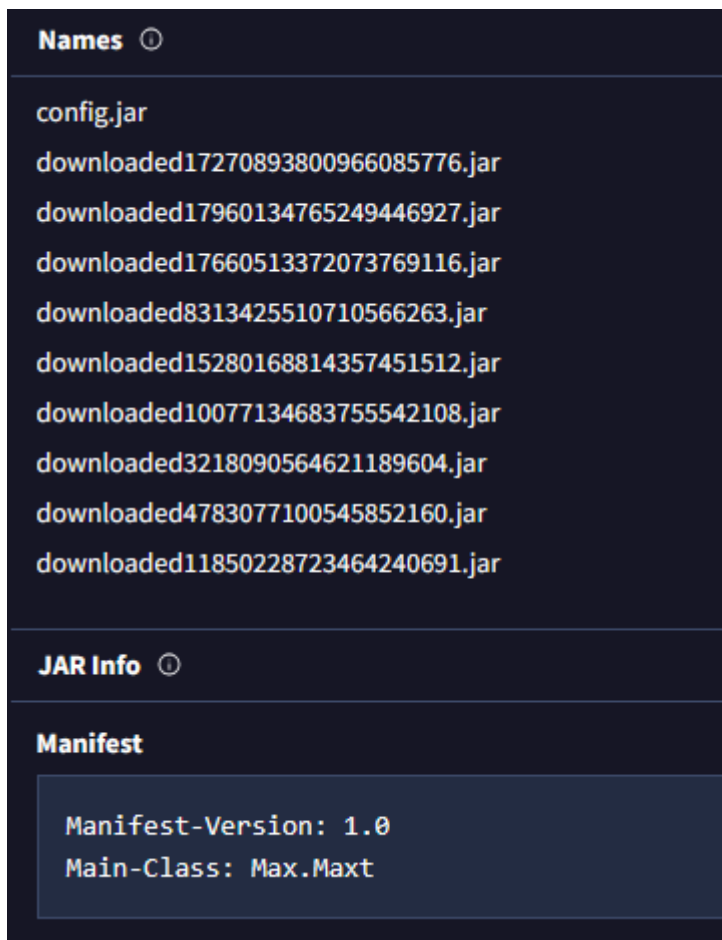 Names
config.jar
downloaded17270893800966085776.jar
downloaded17960134765249446927.jar
downloaded17660513372073769116.jar
downloaded8313425510710566263.jar
downloaded15280168814357451512.jar
downloaded10077134683755542108.jar
downloaded3218090564621189604.jar
downloaded4783077100545852160.jar
downloaded11850228723464240691.jar
JAR Info
Manifest
Manifest-Version: 1.0
Main-Class: Max.Maxt